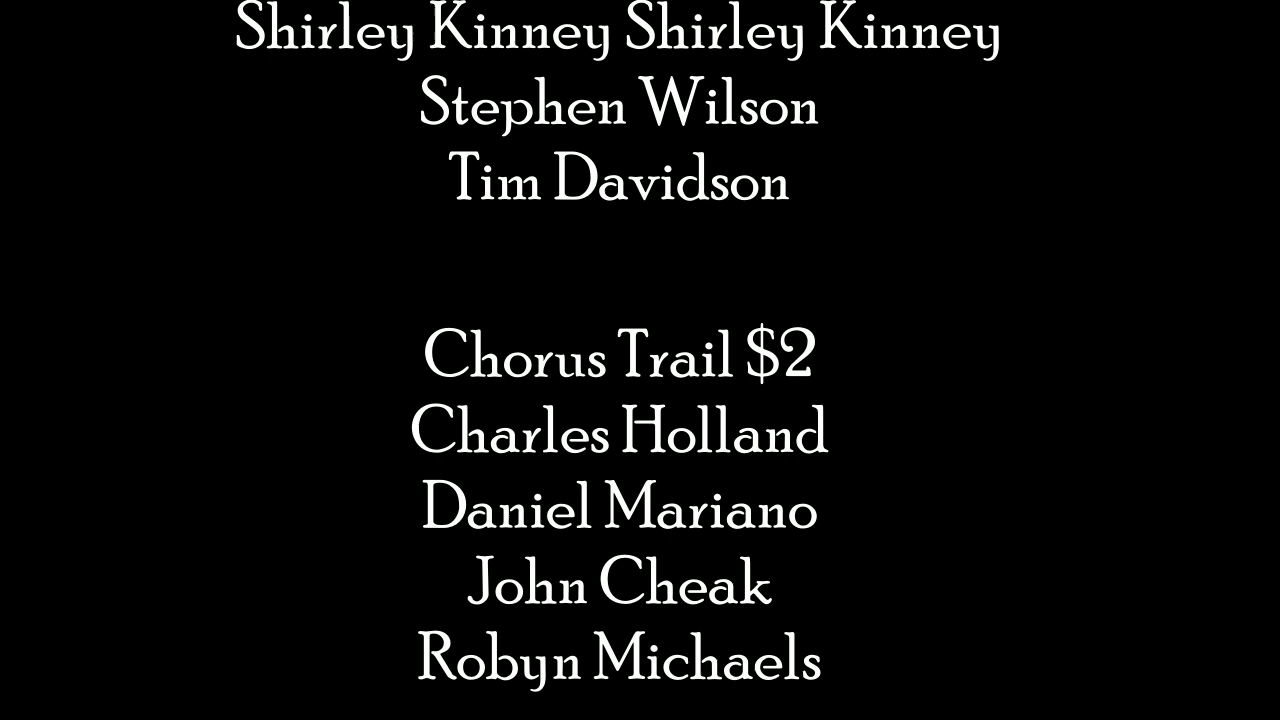 Shirley Kinney Shirley Kinney
Stephen Wilson
Tim Davidson
Chorus Trail $2
Charles Holland
Daniel Mariano
John Cheak
Robyn Michaels